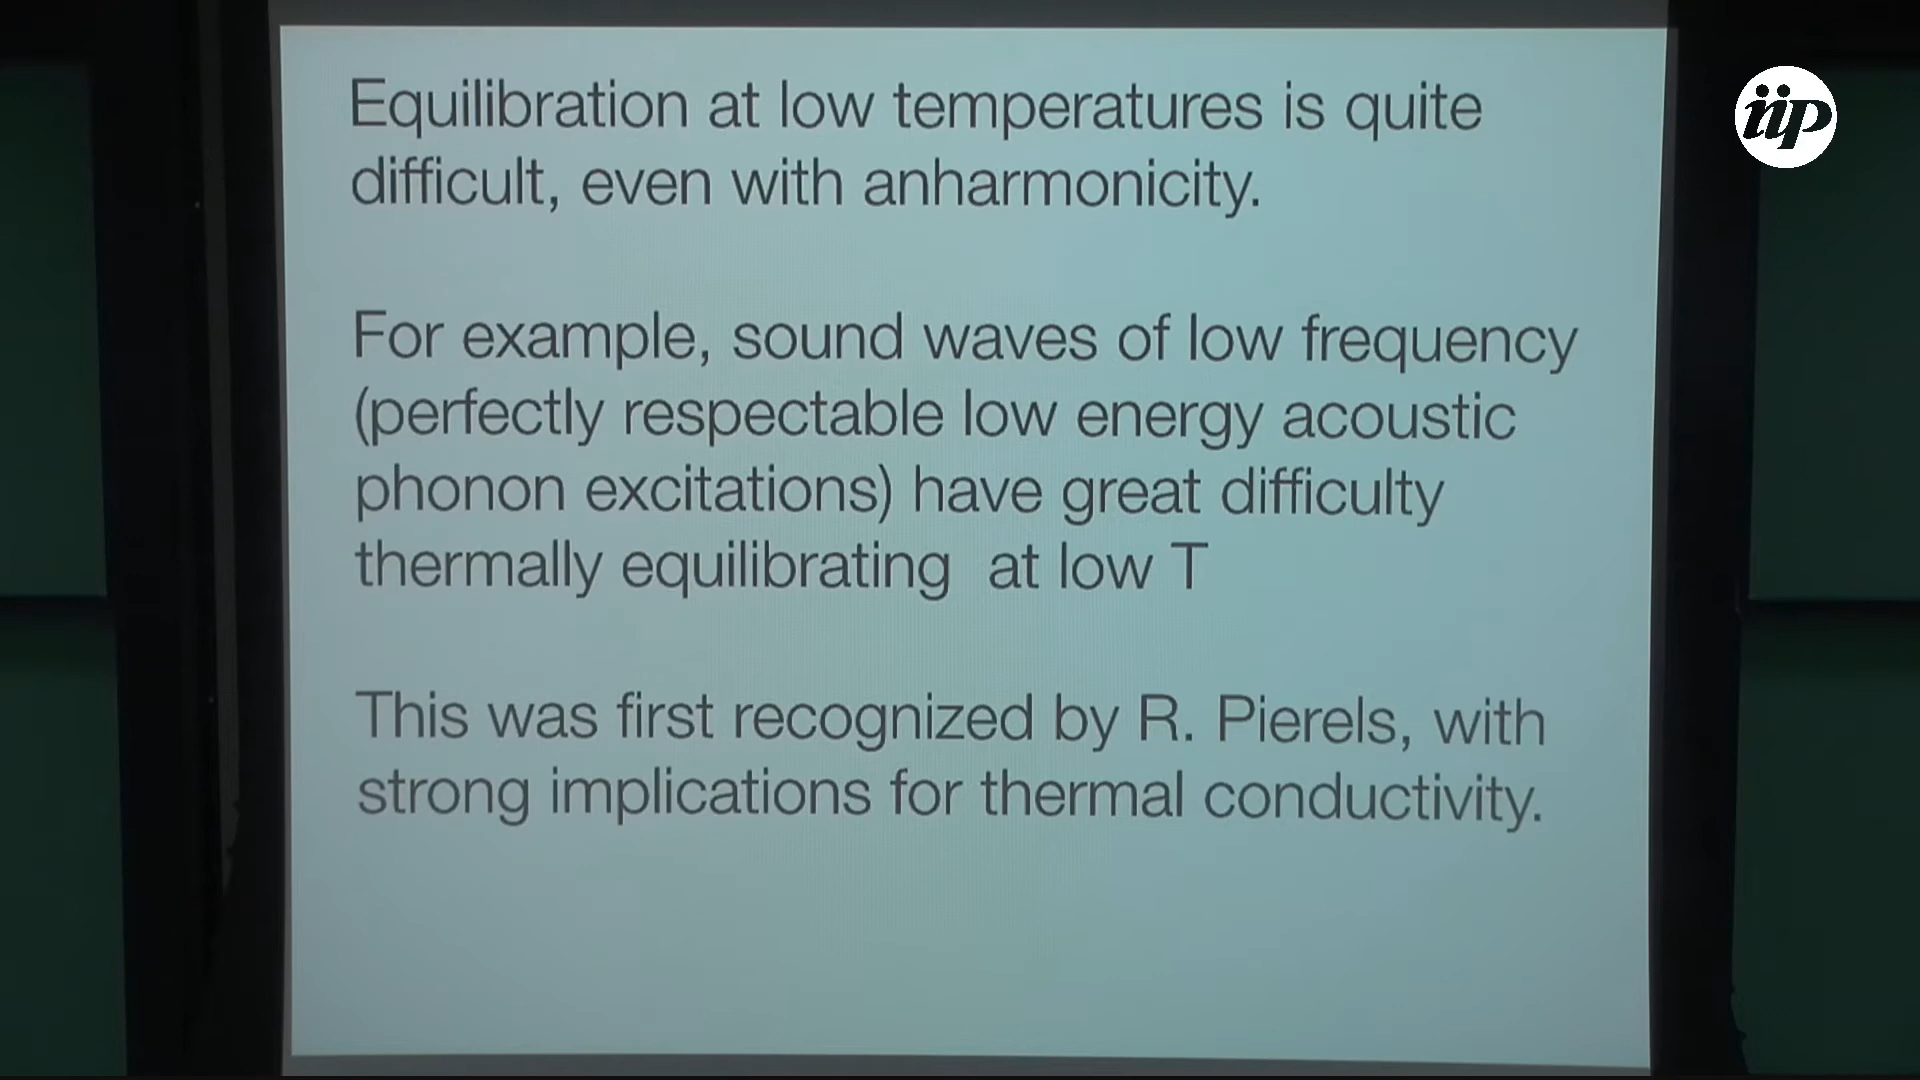 Equilibration at low temperatures is quite
difficult, even with anharmonicity.
For example, sound waves of low frequency
(perfectly respectable low energy acoustic
phonon excitations) have great difficulty
thermally equilibrating at low T
This was first recognized by R. Pierels, with
strong implications for thermal conductivity.
iip